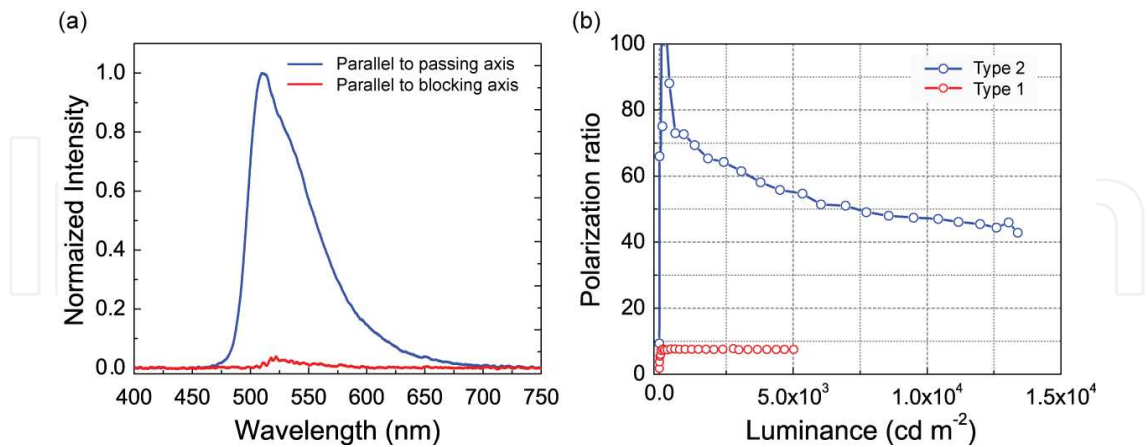 (a)
Normaized Intensity
1.0
0.8
0.6
0.4
0.2
0.0
Parallel to passing axis
Parallel to blocking axis
400 450 500 550 600 650 700 750
Wavelength (nm)
(b)
Polarization ratio
100
80
60
40
20
0
Type 2
Type 1
0.0 5.0x10³ 1.0x10⁴ 1.5x10⁴
Luminance (cd m⁻²)